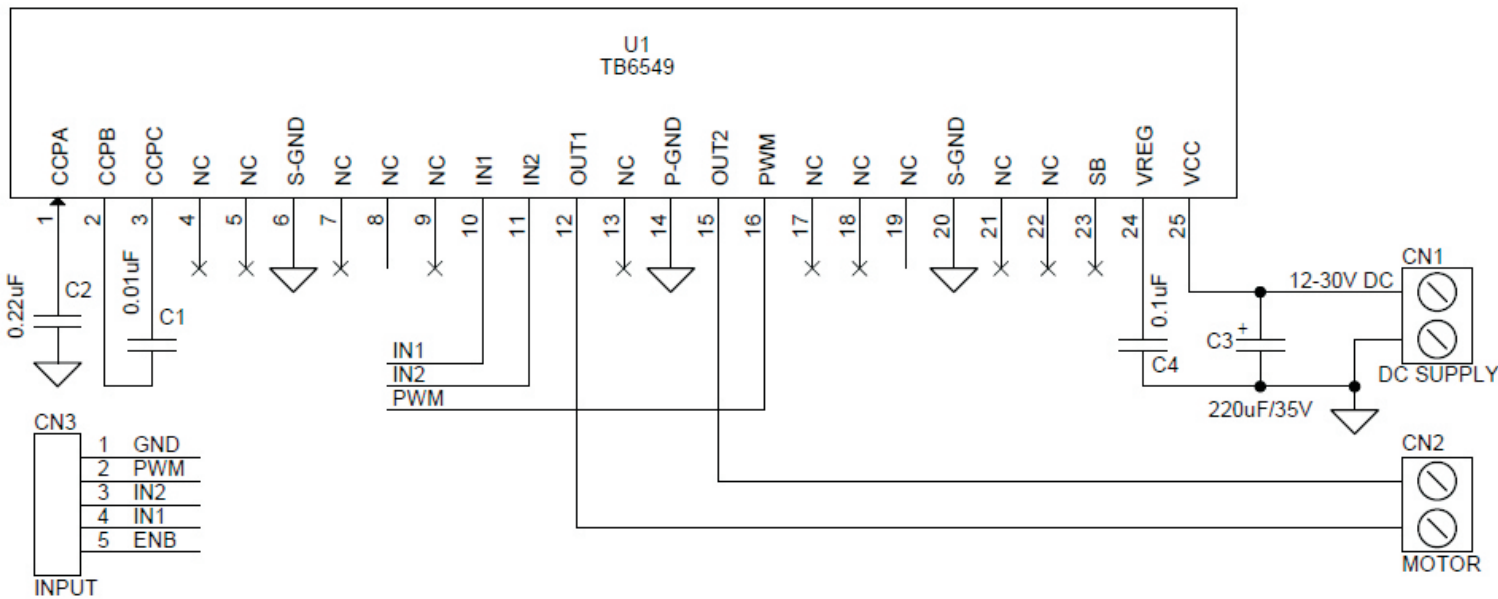 U1
TB6549
CCPA
CCPB
CCPC
NC
NC
S-GND
NC
NC
NC
IN1
IN2
OUT1
NC
P-GND
OUT2
PWM
NC
NC
NC
S-GND
NC
NC
SB
VREG
VCC
1
2
3
4
5
6
7
8
9
10
11
12
13
14
15
16
17
18
19
20
21
22
23
24
25
0.22uF
C2
0.01uF
C1
IN1
IN2
PWM
0.1uF
C4
12-30V DC
C3 +
220uF/35V
CN1
DC SUPPLY
CN3
1 GND
2 PWM
3 IN2
4 IN1
5 ENB
INPUT
CN2
MOTOR